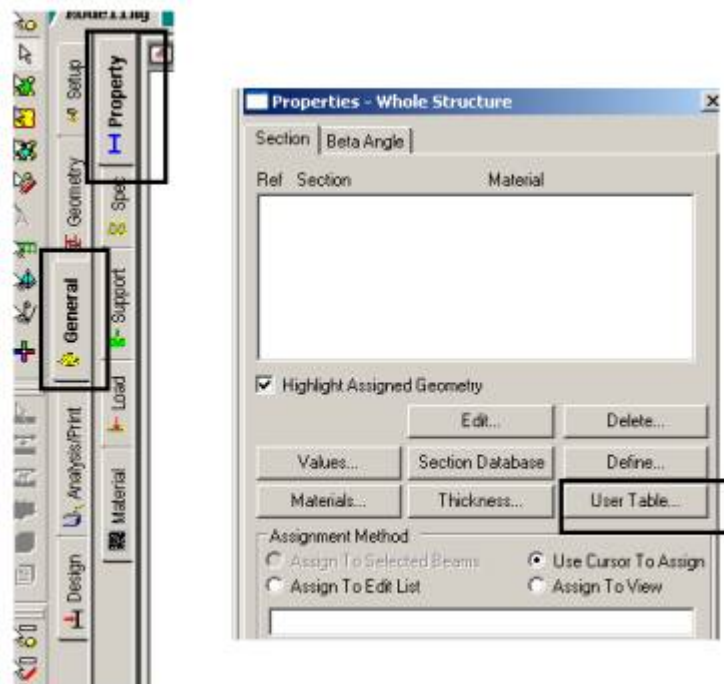 Modelling
Setup
Geometry
General
Analysis/Print
Design
Property
Spec
Support
Load
Material
Properties - Whole Structure
Section Beta Angle
Ref Section Material
Highlight Assigned Geometry
Edit... Delete...
Values... Section Database Define...
Materials... Thickness... User Table...
Assignment Method
Assign To Selected Beams Use Cursor To Assign
Assign To Edit List Assign To View